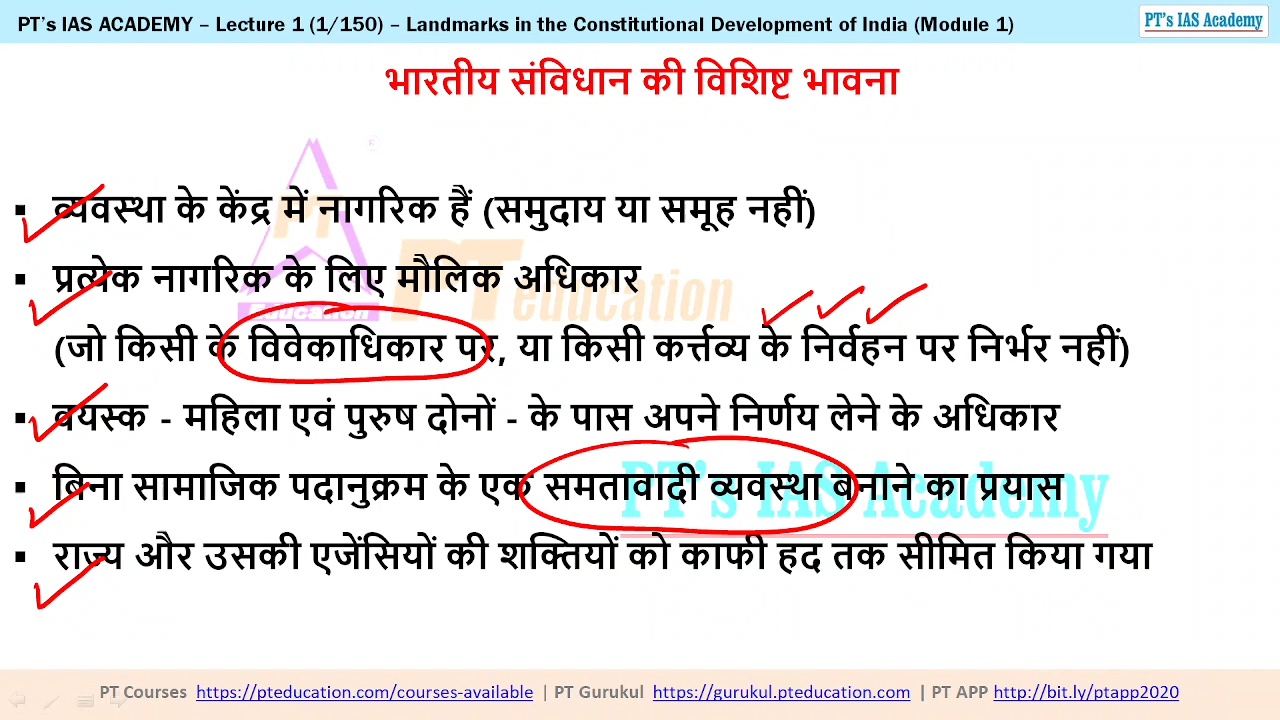 PT's IAS ACADEMY – Lecture 1 (1/150) – Landmarks in the Constitutional Development of India (Module 1)
PT's IAS Academy
भारतीय संविधान की विशिष्ट भावना
PT
Education
PT education
▪ व्यवस्था के केंद्र में नागरिक हैं (समुदाय या समूह नहीं)
▪ प्रत्येक नागरिक के लिए मौलिक अधिकार
(जो किसी के विवेकाधिकार पर, या किसी कर्त्तव्य के निर्वहन पर निर्भर नहीं)
▪ वयस्क - महिला एवं पुरुष दोनों - के पास अपने निर्णय लेने के अधिकार
▪ बिना सामाजिक पदानुक्रम के एक समतावादी व्यवस्था बनाने का प्रयास
PT's IAS Academy
▪ राज्य और उसकी एजेंसियों की शक्तियों को काफी हद तक सीमित किया गया
PT Courses https://pteducation.com/courses-available | PT Gurukul https://gurukul.pteducation.com | PT APP http://bit.ly/ptapp2020